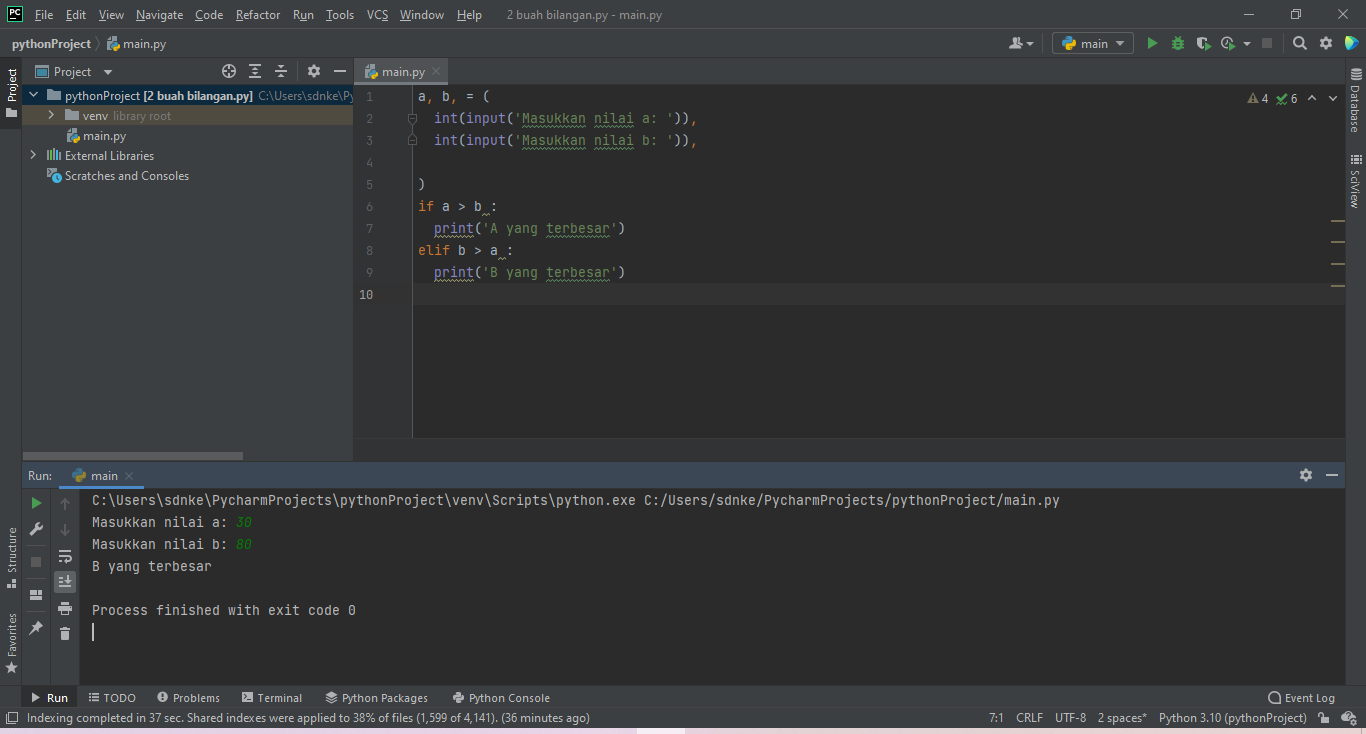 PC File Edit View Navigate Code Refactor Run Tools VCS Window Help 2 buah bilangan.py - main.py
pythonProject main.py main
Project main.py
Project
pythonProject [2 buah bilangan.py] C:\Users\sdnke\Py
venv library root
main.py
External Libraries
Scratches and Consoles
1 a, b, = (
2 int(input('Masukkan nilai a: ')),
3 int(input('Masukkan nilai b: ')),
4
5 )
6 if a > b :
7 print('A yang terbesar')
8 elif b > a :
9 print('B yang terbesar')
10
4 6
Database
SciView
Run: main
C:\Users\sdnke\PycharmProjects\pythonProject\venv\Scripts\python.exe C:/Users/sdnke/PycharmProjects/pythonProject/main.py
Masukkan nilai a: 30
Masukkan nilai b: 80
B yang terbesar
Process finished with exit code 0
Structure
Favorites
Run TODO Problems Terminal Python Packages Python Console Event Log
Indexing completed in 37 sec. Shared indexes were applied to 38% of files (1,599 of 4,141). (36 minutes ago) 7:1 CRLF UTF-8 2 spaces* Python 3.10 (pythonProject)